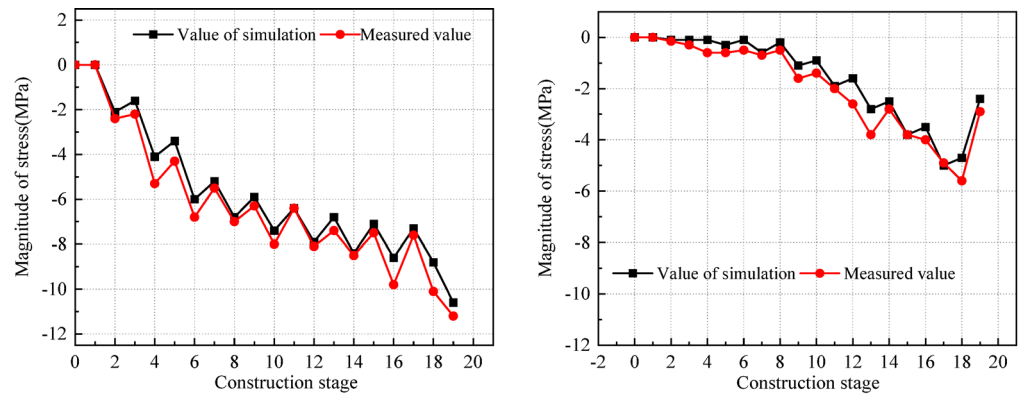 Value of simulation Measured value
2
0
-2
-4
-6
-8
-10
-12
Magnitude of stress(MPa)
0 2 4 6 8 10 12 14 16 18 20
Construction stage
0
-2
-4
-6
-8
-10
-12
Magnitude of stress(MPa)
Value of simulation Measured value
-2 0 2 4 6 8 10 12 14 16 18 20
Construction stage